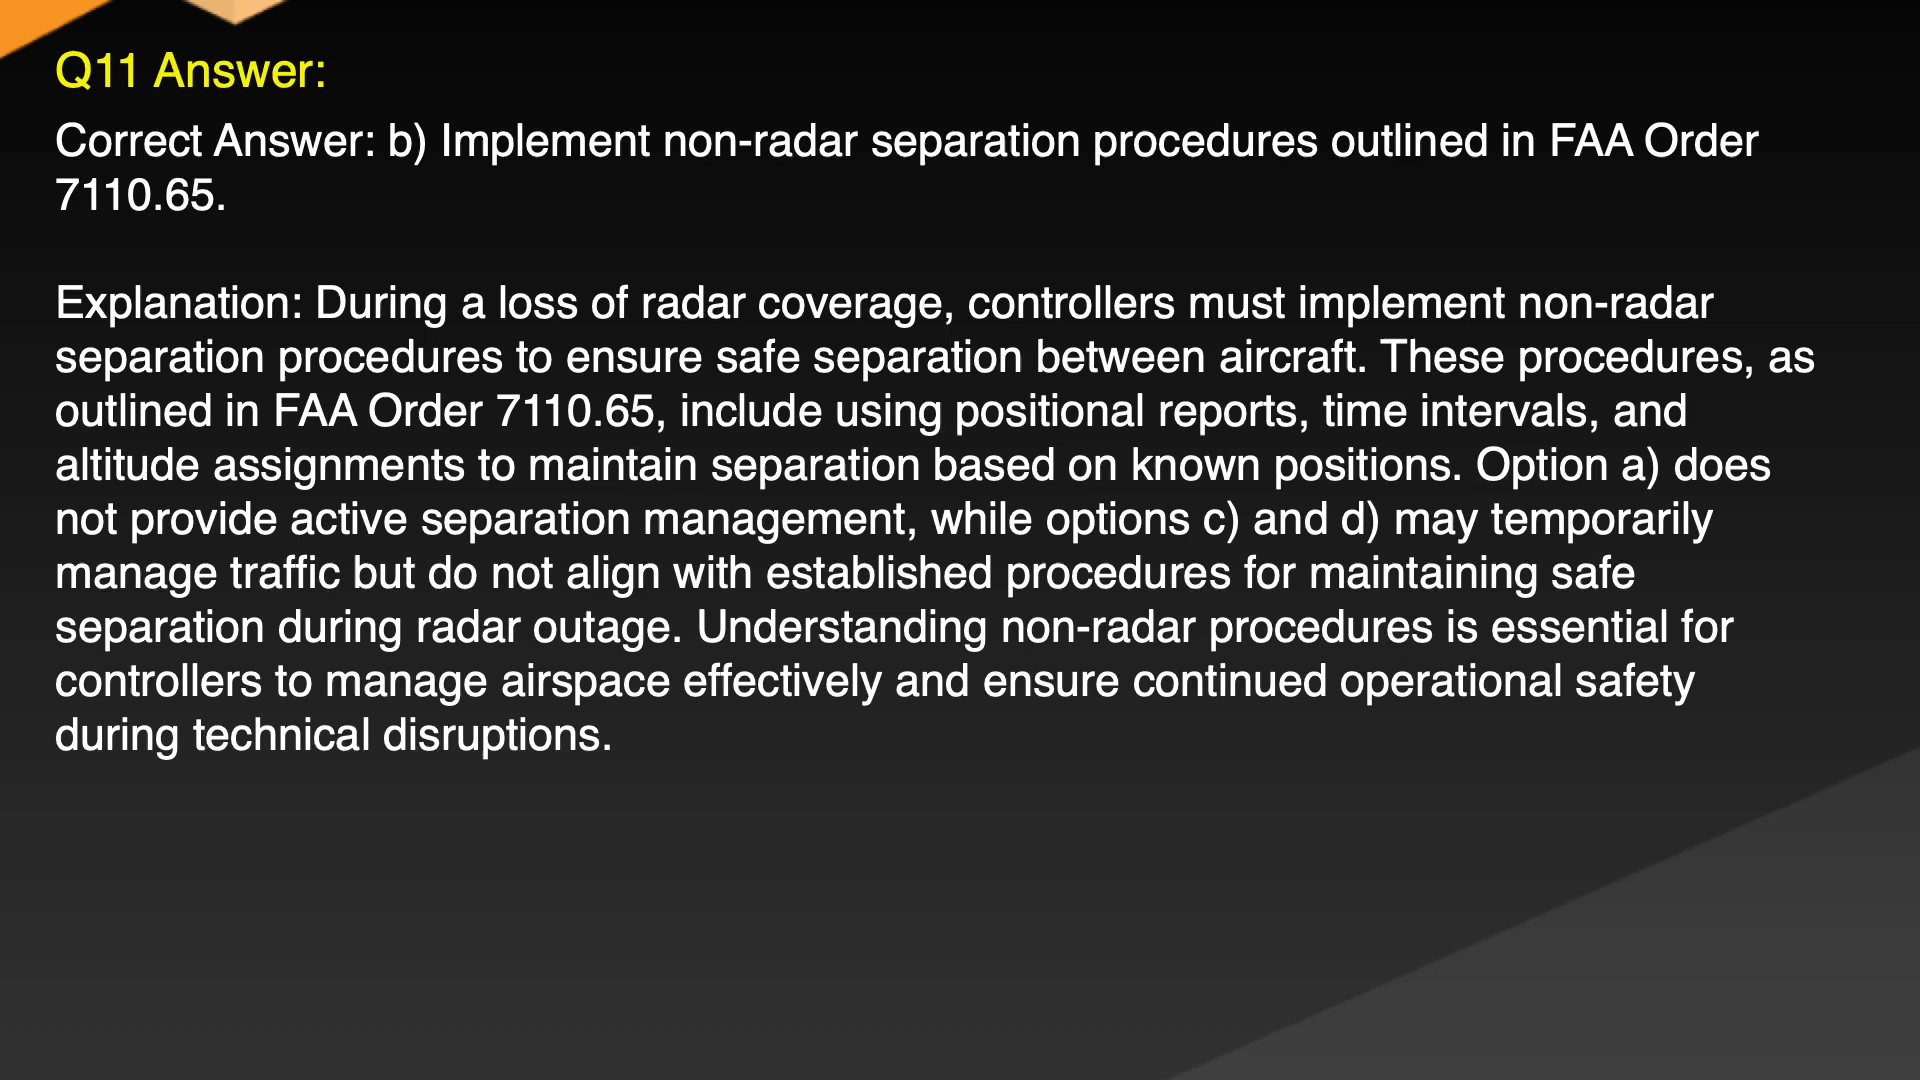 Q11 Answer:
Correct Answer: b) Implement non-radar separation procedures outlined in FAA Order
7110.65.
Explanation: During a loss of radar coverage, controllers must implement non-radar
separation procedures to ensure safe separation between aircraft. These procedures, as
outlined in FAA Order 7110.65, include using positional reports, time intervals, and
altitude assignments to maintain separation based on known positions. Option a) does
not provide active separation management, while options c) and d) may temporarily
manage traffic but do not align with established procedures for maintaining safe
separation during radar outage. Understanding non-radar procedures is essential for
controllers to manage airspace effectively and ensure continued operational safety
during technical disruptions.